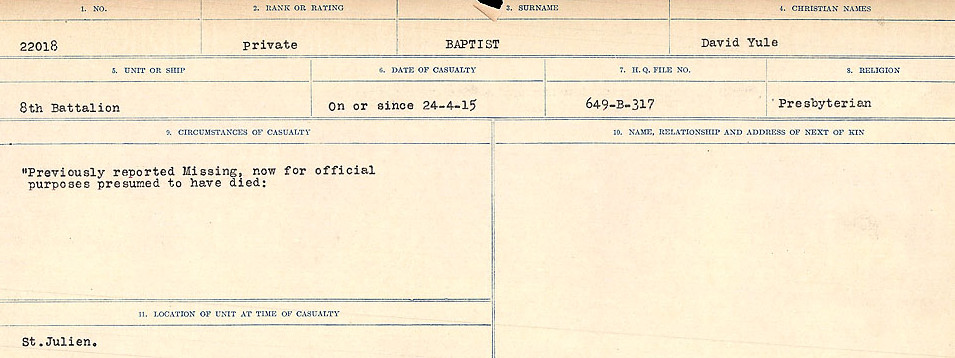 1. NO. 2. RANK OR RATING 3. SURNAME 4. CHRISTIAN NAMES
22018 private BAPTIST David Yule
5. UNIT OR SHIP 6. DATE OF CASUALTY 7. H. Q. FILE NO. 8. RELIGION
8th Battalion On or since 24-4-15 649-B-317 Presbyterian
9. CIRCUMSTANCES OF CASUALTY 10. NAME, RELATIONSHIP AND ADDRESS OF NEXT OF KIN
"Previously reported Missing, now for official
purposes presumed to have died:
11. LOCATION OF UNIT AT TIME OF CASUALTY
St.Julien.